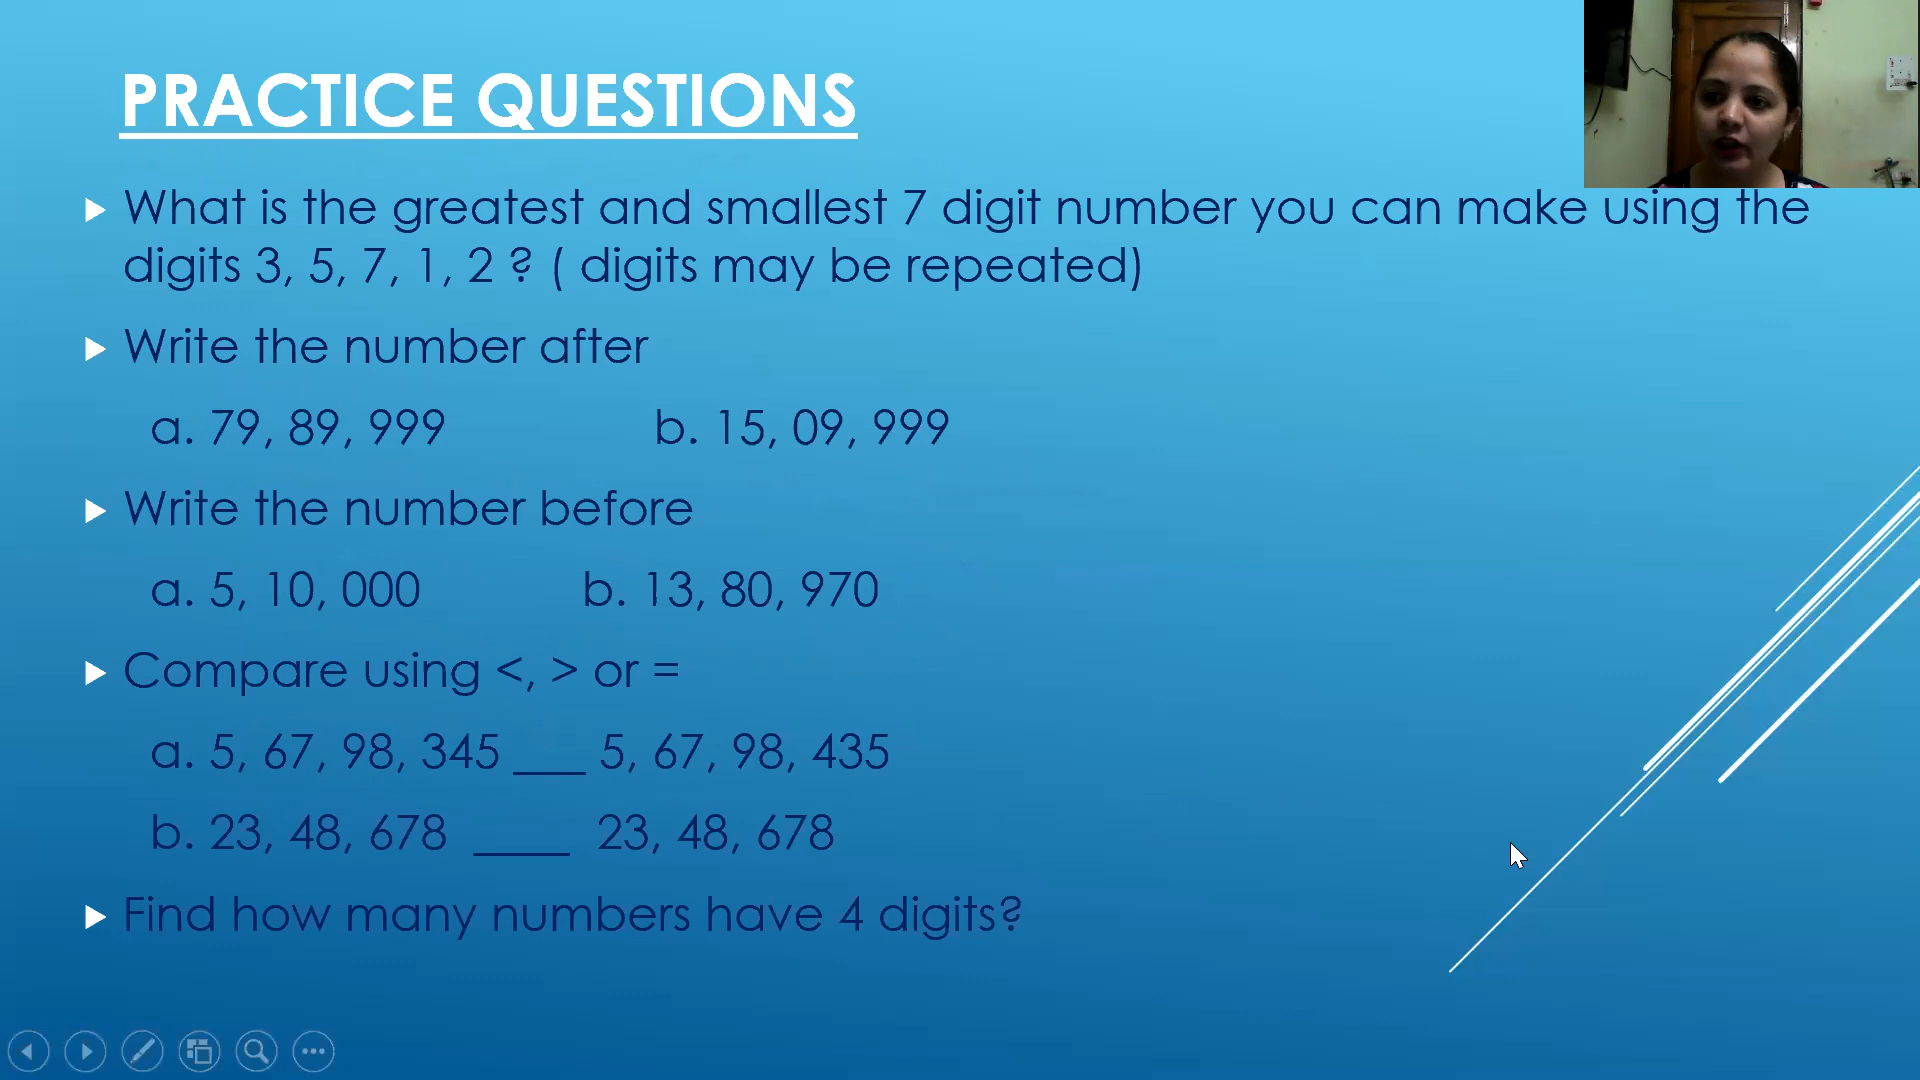 PRACTICE QUESTIONS
What is the greatest and smallest 7 digit number you can make using the
digits 3, 5, 7, 1, 2 ? ( digits may be repeated)
Write the number after
a. 79, 89, 999 b. 15, 09, 999
Write the number before
a. 5, 10, 000 b. 13, 80, 970
Compare using <, > or =
a. 5, 67, 98, 345 ___ 5, 67, 98, 435
b. 23, 48, 678 ____ 23, 48, 678
Find how many numbers have 4 digits?